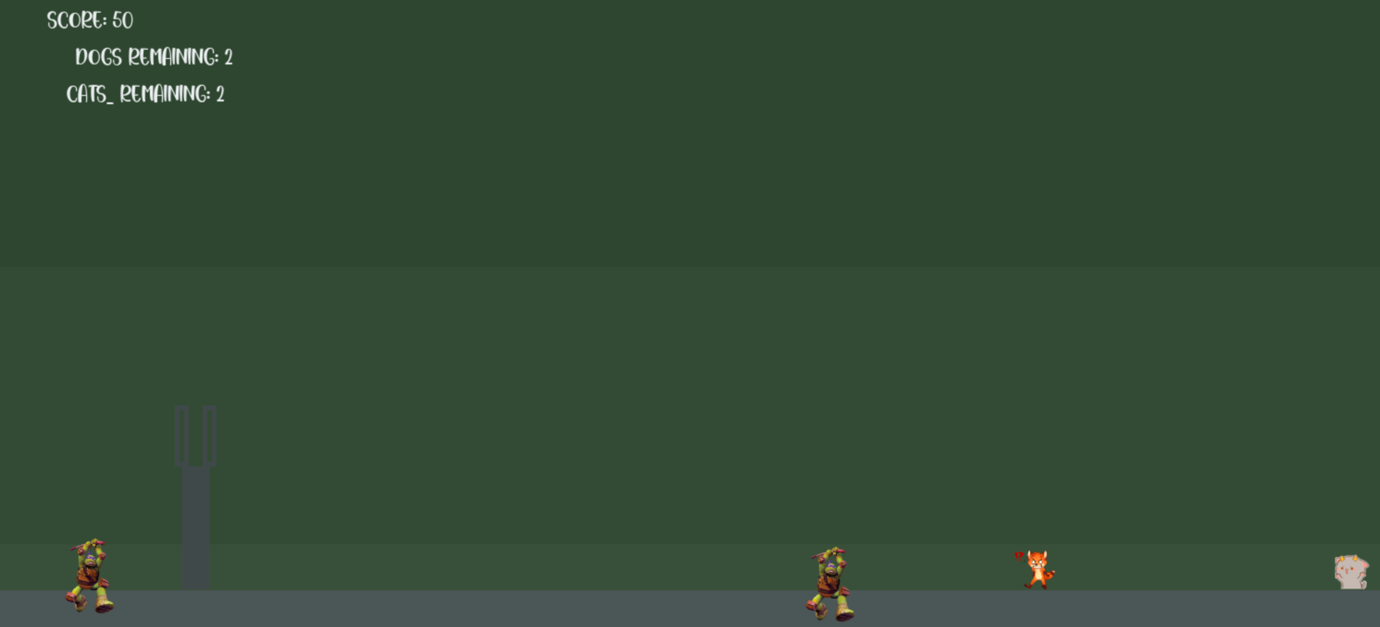 SCORE: 50
DOGS REMAINING: 2
CATS_ REMAINING: 2